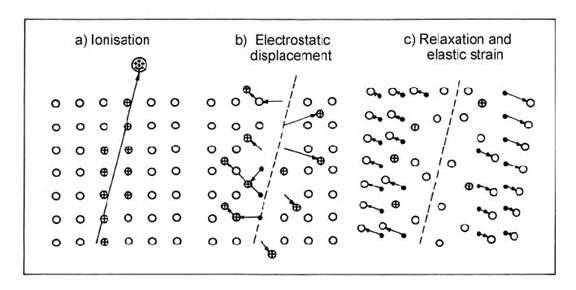 a) Ionisation
b) Electrostatic
displacement
c) Relaxation and
elastic strain